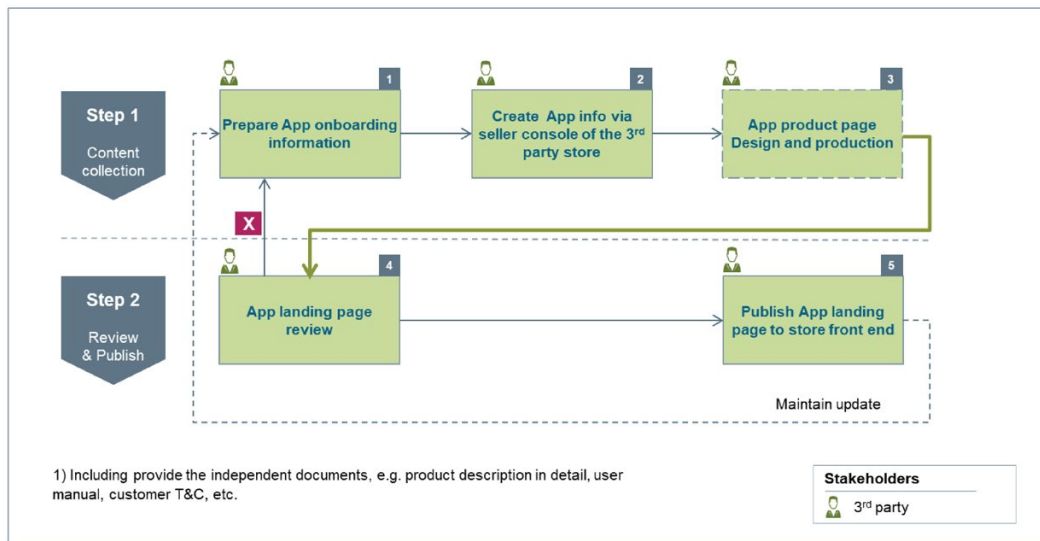 1
2
3
Step 1
Content
collection
Prepare App onboarding
information
Create App info via
seller console of the 3rd
party store
App product page
Design and production
X
4
5
Step 2
Review
& Publish
App landing page
review
Publish App landing
page to store front end
Maintain update
1) Including provide the independent documents, e.g. product description in detail, user
manual, customer T&C, etc.
Stakeholders
3rd party